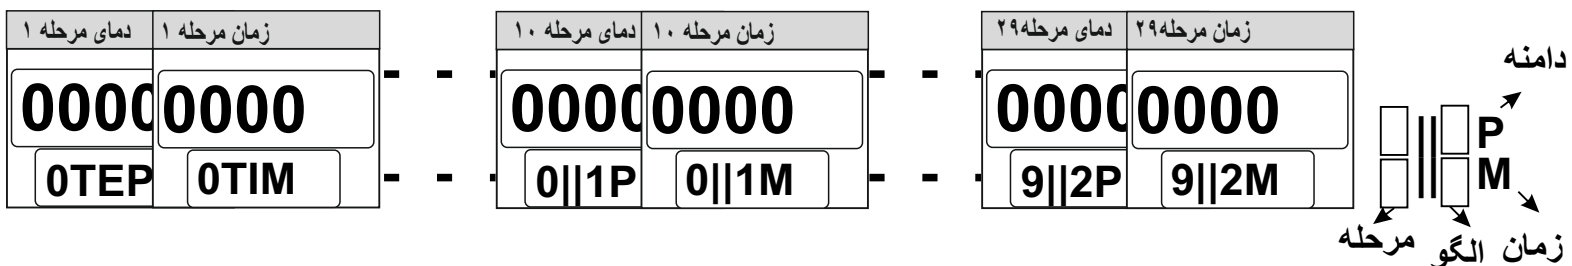 دمای مرحله ۱ زمان مرحله ۱
0000 0000
0TEP 0TIM
دمای مرحله ۱۰ زمان مرحله ۱۰
0000 0000
0||1P 0||1M
دمای مرحله۲۹ زمان مرحله۲۹
0000 0000
9||2P 9||2M
دامنه
|| P
|| M
مرحله الگو زمان